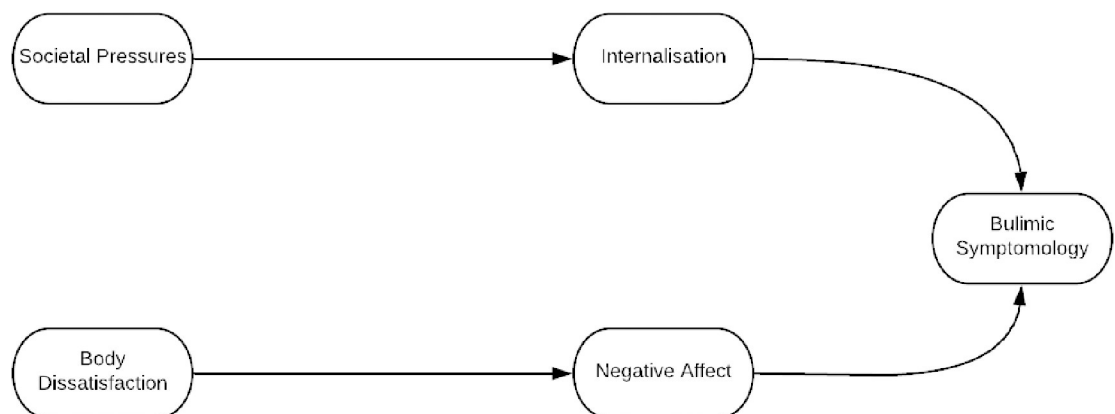 Societal Pressures
Internalisation
Bulimic
Symptomology
Body
Dissatisfaction
Negative Affect